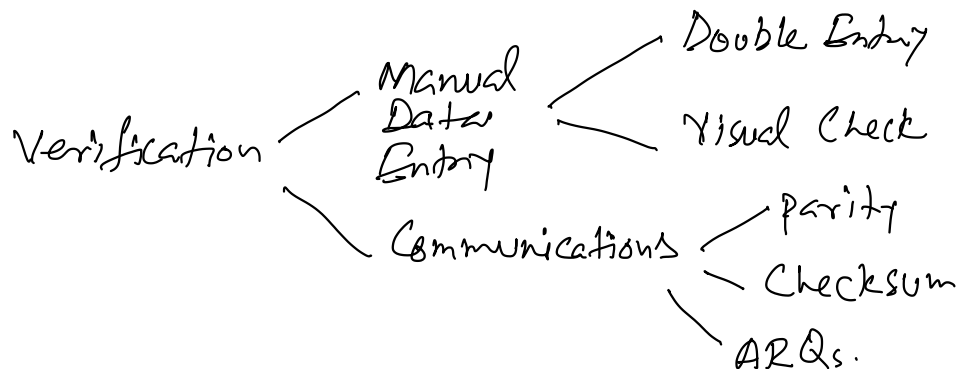 Verification
Manual
Data
Entry
Double Entry
Visual Check
Communications
parity
Checksum
ARQs.